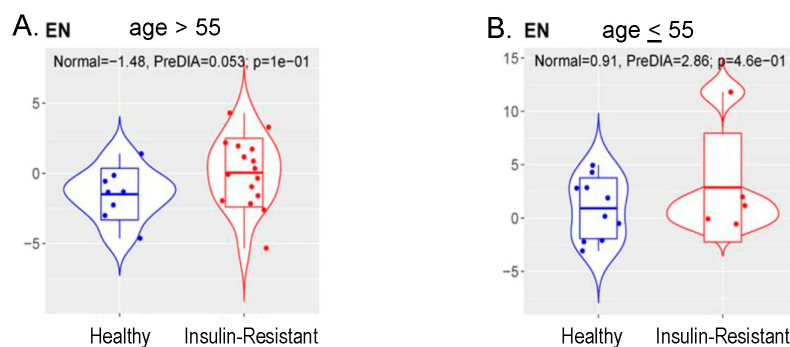 A. EN age > 55
Normal=−1.48, PreDIA=0.053; p=1e−01
5
0
−5
Healthy Insulin-Resistant
B. EN age ≤ 55
Normal=0.91, PreDIA=2.86; p=4.6e−01
15
10
5
0
−5
Healthy Insulin-Resistant